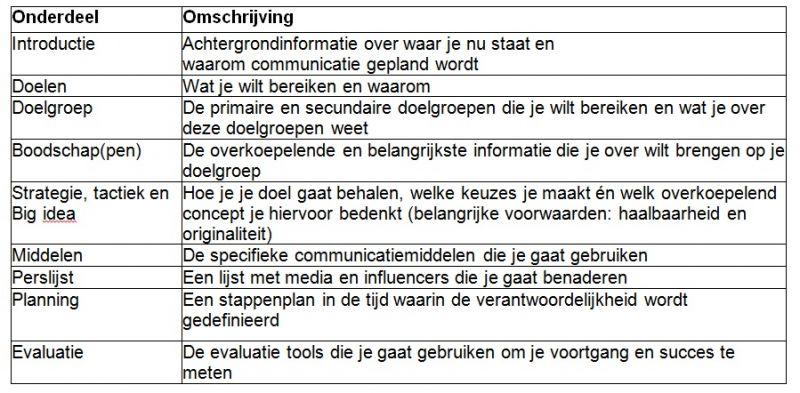 Onderdeel Omschrijving
Introductie Achtergrondinformatie over waar je nu staat en
waarom communicatie gepland wordt
Doelen Wat je wilt bereiken en waarom
Doelgroep De primaire en secundaire doelgroepen die je wilt bereiken en wat je over
deze doelgroepen weet
Boodschap(pen) De overkoepelende en belangrijkste informatie die je over wilt brengen op je
doelgroep
Strategie, tactiek en Hoe je je doel gaat behalen, welke keuzes je maakt én welk overkoepelend
Big idea concept je hiervoor bedenkt (belangrijke voorwaarden: haalbaarheid en
originaliteit)
Middelen De specifieke communicatiemiddelen die je gaat gebruiken
Perslijst Een lijst met media en influencers die je gaat benaderen
Planning Een stappenplan in de tijd waarin de verantwoordelijkheid wordt
gedefinieerd
Evaluatie De evaluatie tools die je gaat gebruiken om je voortgang en succes te
meten